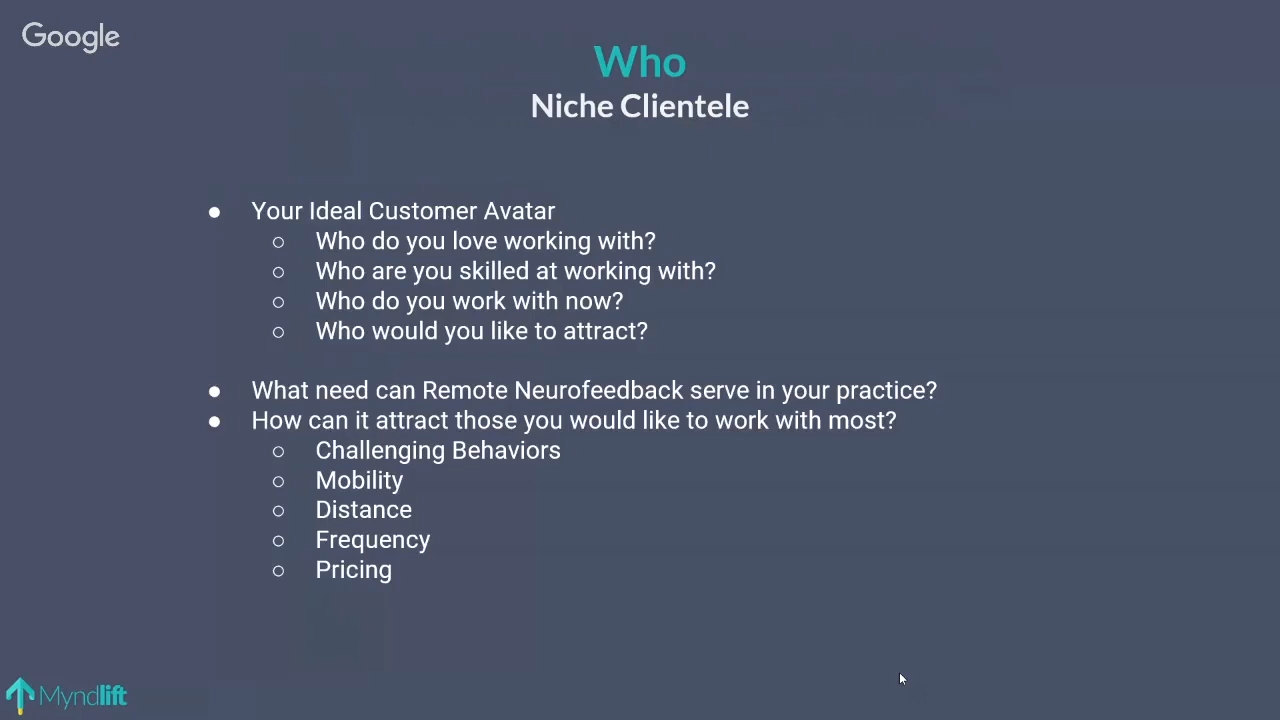 Google
Who
Niche Clientele
● Your Ideal Customer Avatar
○ Who do you love working with?
○ Who are you skilled at working with?
○ Who do you work with now?
○ Who would you like to attract?
● What need can Remote Neurofeedback serve in your practice?
● How can it attract those you would like to work with most?
○ Challenging Behaviors
○ Mobility
○ Distance
○ Frequency
○ Pricing
Myndlift